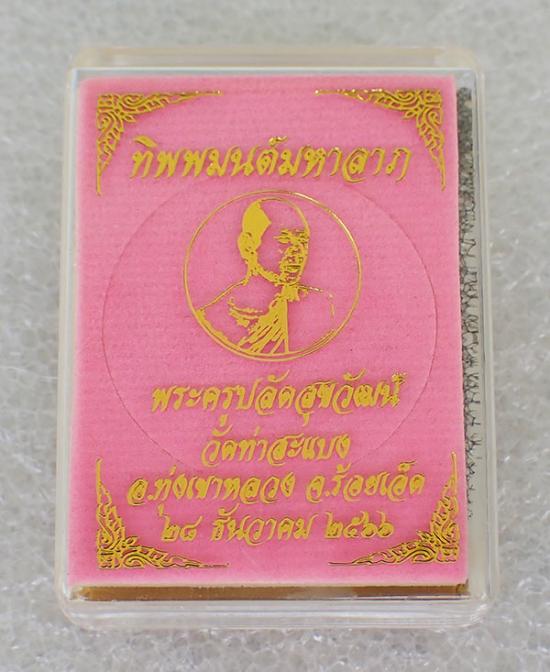 ทิพพมนต์มหาลาภ
พระครูปลัดสุขวัฒน์
วัดท่าสะแบง
อ.ทุ่งเขาหลวง จ.ร้อยเอ็ด
๒๘ ธันวาคม ๒๕๖๖